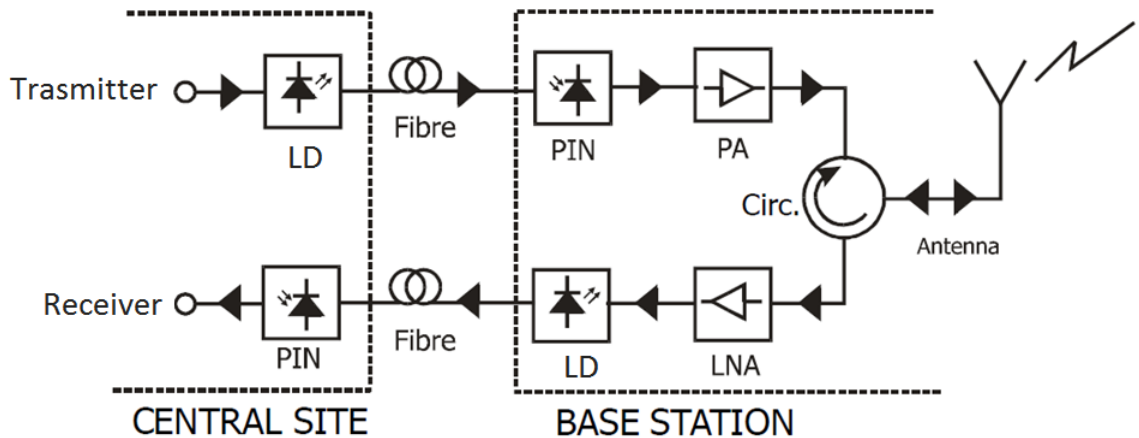 Trasmitter
LD
Fibre
PIN
PA
Circ.
Antenna
Receiver
PIN
Fibre
LD
LNA
CENTRAL SITE
BASE STATION